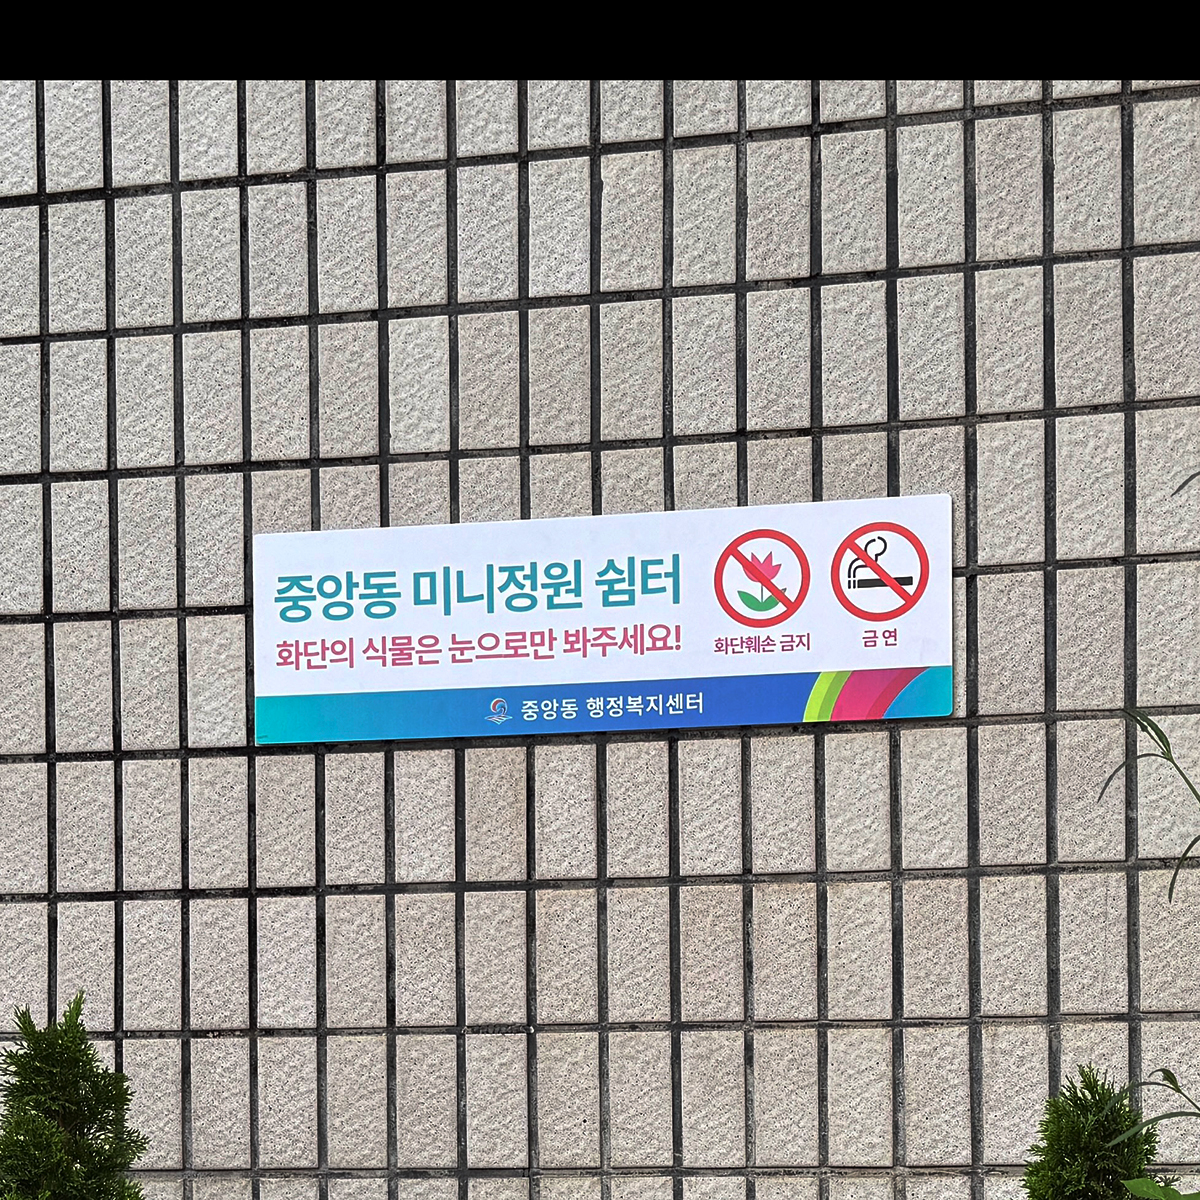 중앙동 미니정원 쉼터
화단의 식물은 눈으로만 봐주세요!
화단훼손 금지
금연
중앙동 행정복지센터